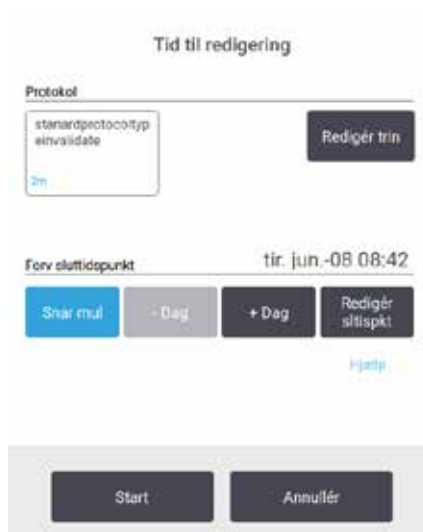 Tid til redigering
Protokol
stanardprotocoltyp
einvalidate
Redigér trin
2m
Forv sluttidspunkt
tir. jun.-08 08:42
Snar mul
- Dag
+ Dag
Redigér
sltispkt
Hjælp
Start
Annullér